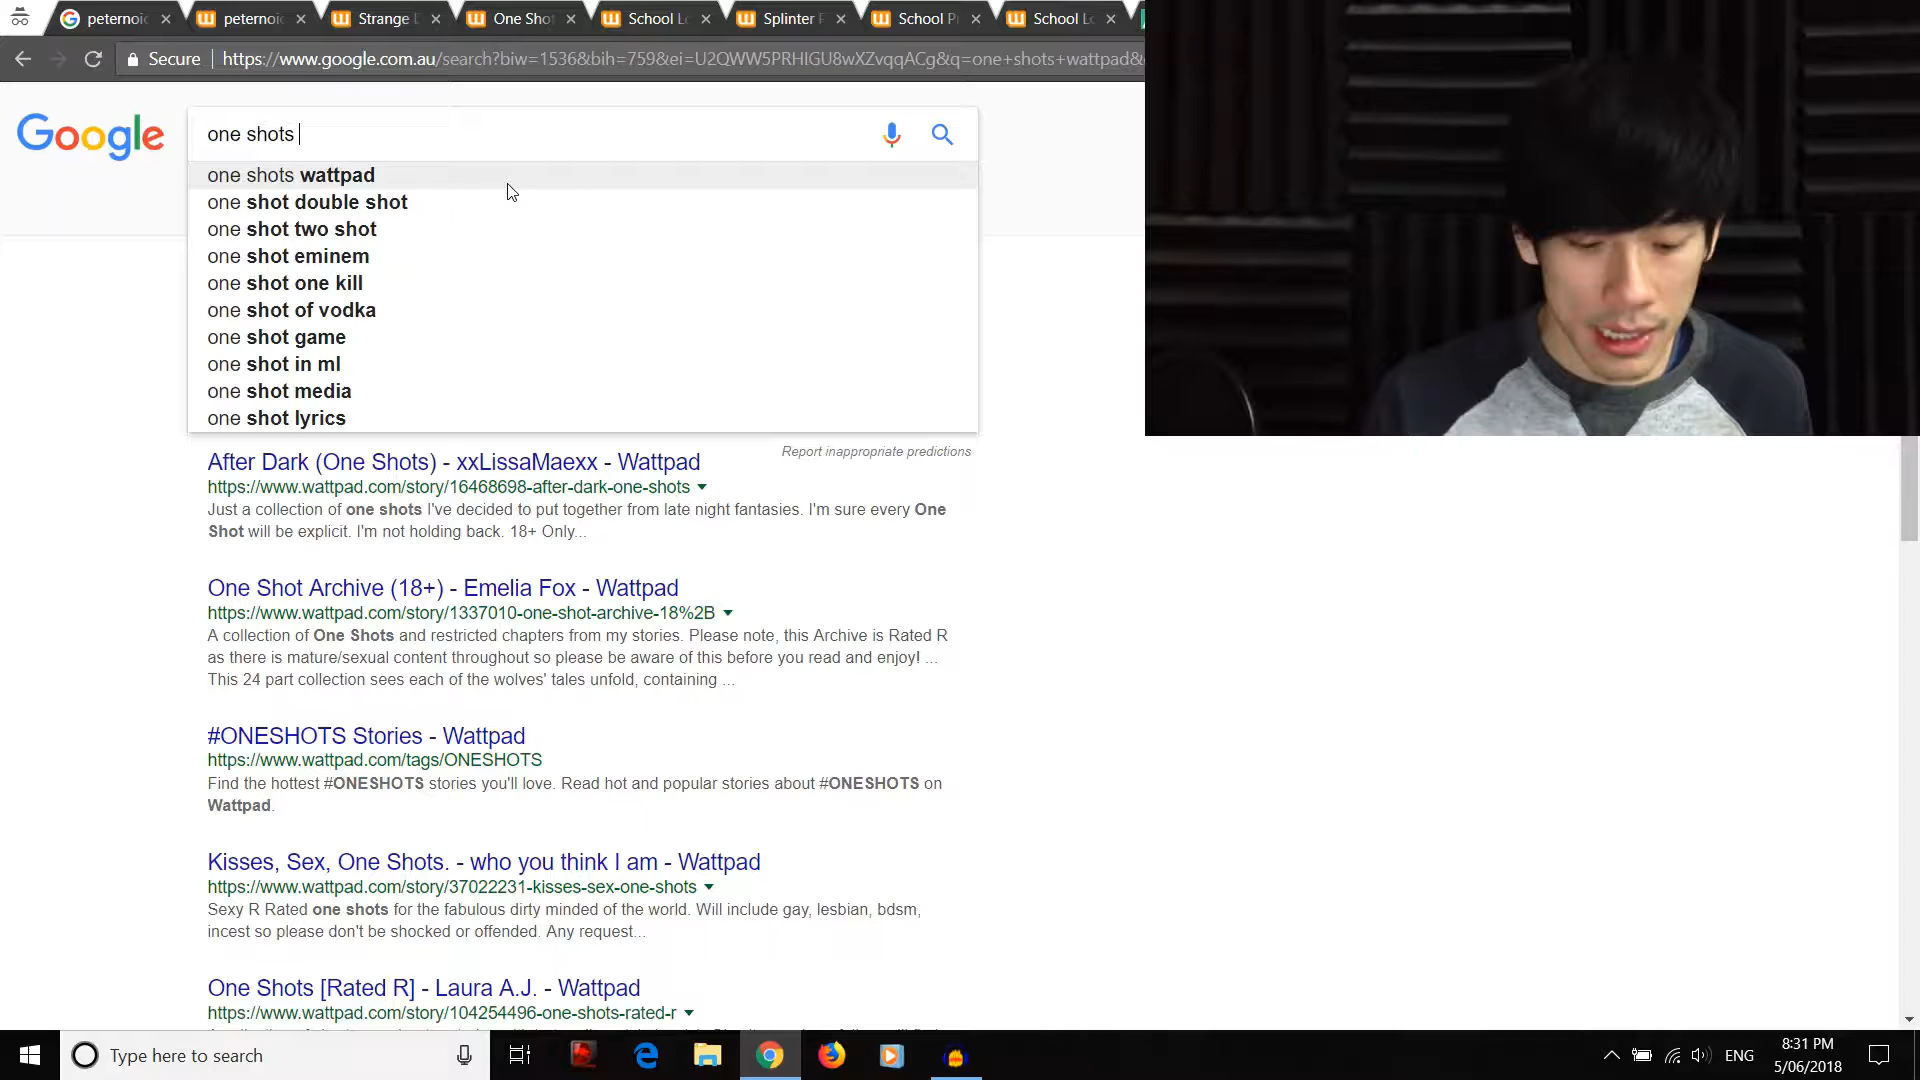 peternoid
peternoid
Strange D
One Shot
School Lo
Splinter F
School Pr
School Lo
Secure
https://www.google.com.au/search?biw=1536&bih=759&ei=U2QWW5PRHIGU8wXZvqqACg&q=one+shots+wattpad&
Google
one shots
one shots wattpad
one shot double shot
one shot two shot
one shot eminem
one shot one kill
one shot of vodka
one shot game
one shot in ml
one shot media
one shot lyrics
Report inappropriate predictions
After Dark (One Shots) - xxLissaMaexx - Wattpad
https://www.wattpad.com/story/16468698-after-dark-one-shots
Just a collection of one shots I've decided to put together from late night fantasies. I'm sure every One
Shot will be explicit. I'm not holding back. 18+ Only...
One Shot Archive (18+) - Emelia Fox - Wattpad
https://www.wattpad.com/story/1337010-one-shot-archive-18%2B
A collection of One Shots and restricted chapters from my stories. Please note, this Archive is Rated R
as there is mature/sexual content throughout so please be aware of this before you read and enjoy! ...
This 24 part collection sees each of the wolves' tales unfold, containing ...
#ONESHOTS Stories - Wattpad
https://www.wattpad.com/tags/ONESHOTS
Find the hottest #ONESHOTS stories you'll love. Read hot and popular stories about #ONESHOTS on
Wattpad.
Kisses, Sex, One Shots. - who you think I am - Wattpad
https://www.wattpad.com/story/37022231-kisses-sex-one-shots
Sexy R Rated one shots for the fabulous dirty minded of the world. Will include gay, lesbian, bdsm,
incest so please don't be shocked or offended. Any request...
One Shots [Rated R] - Laura A.J. - Wattpad
https://www.wattpad.com/story/104254496-one-shots-rated-r
Type here to search
ENG
8:31 PM
5/06/2018